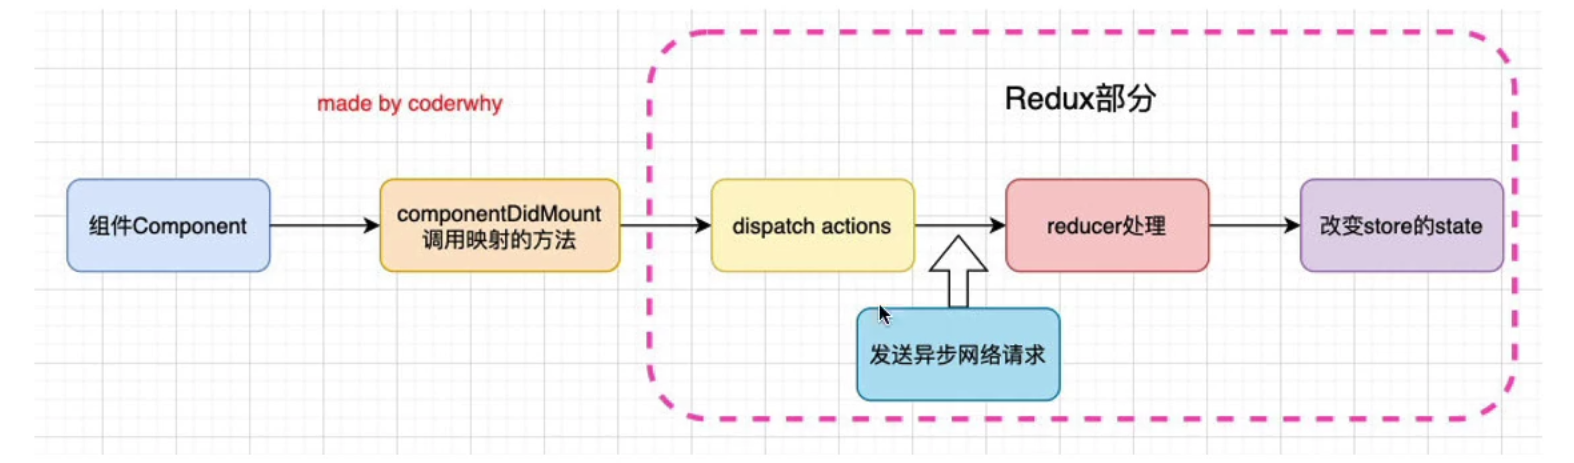 made by coderwhy
Redux部分
组件Component
componentDidMount
调用映射的方法
dispatch actions
reducer处理
改变store的state
发送异步网络请求